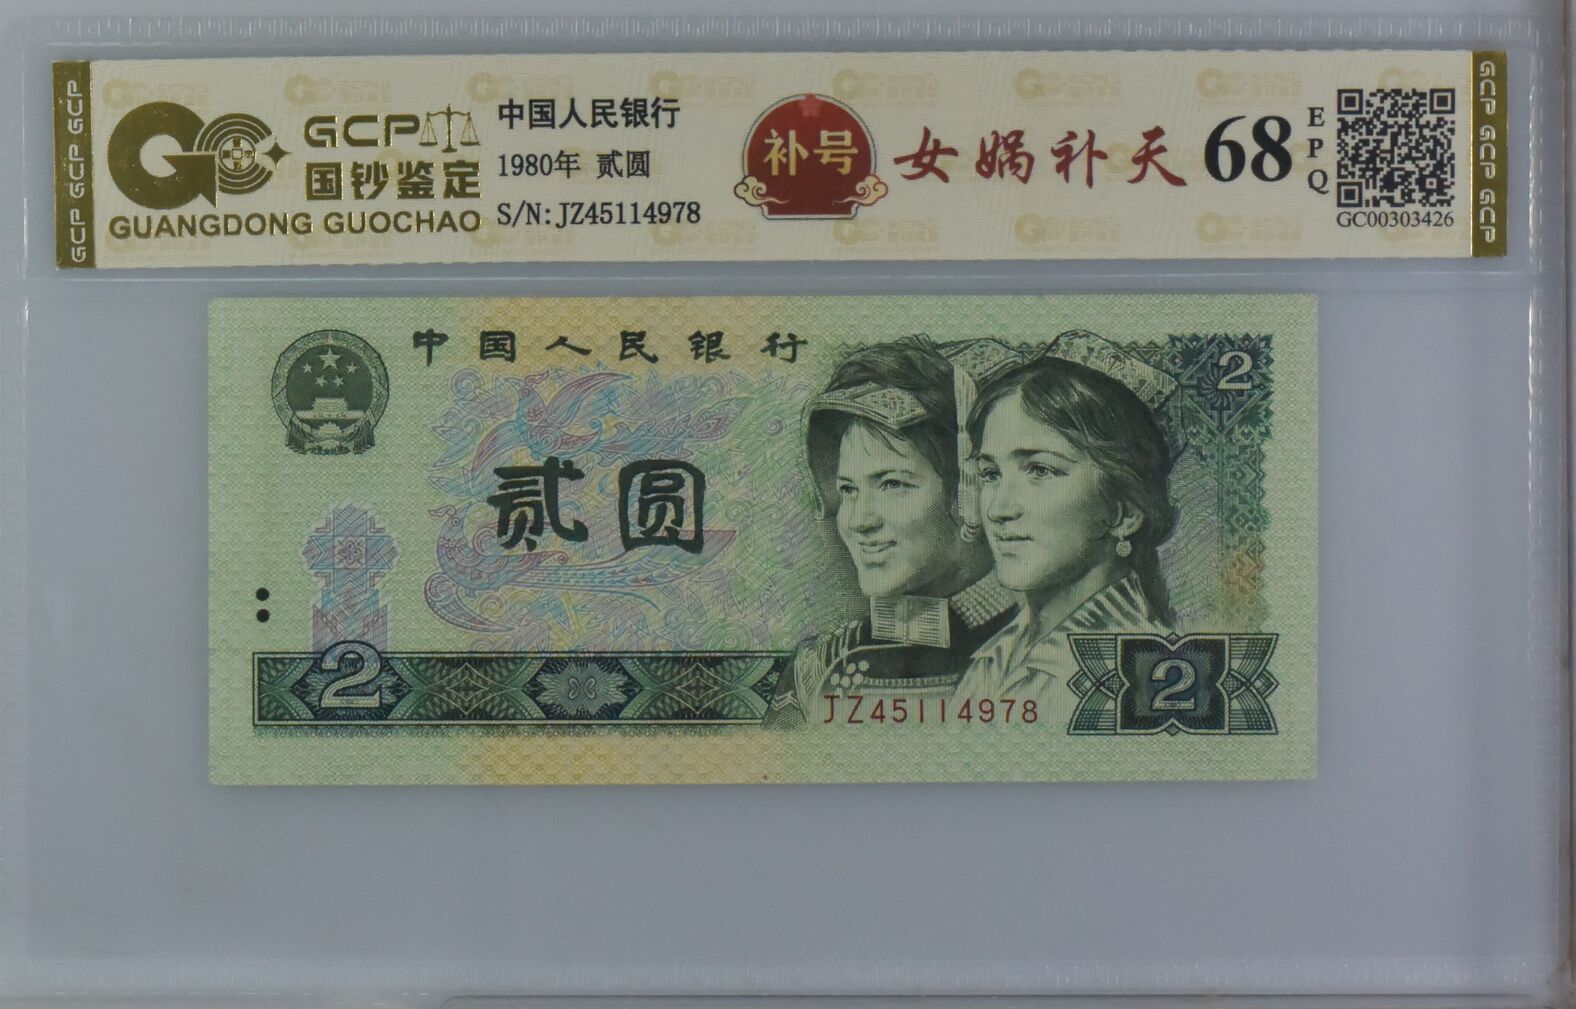 GCP GCP GCP
GCP
国钞鉴定
GUANGDONG GUOCHAO
中国人民银行
1980年 贰圆
S/N: JZ45114978
补号
女娲补天
68
EPQ
GC00303426
GCP GCP GCP
中国人民银行
2
贰圆
2
JZ45114978
2